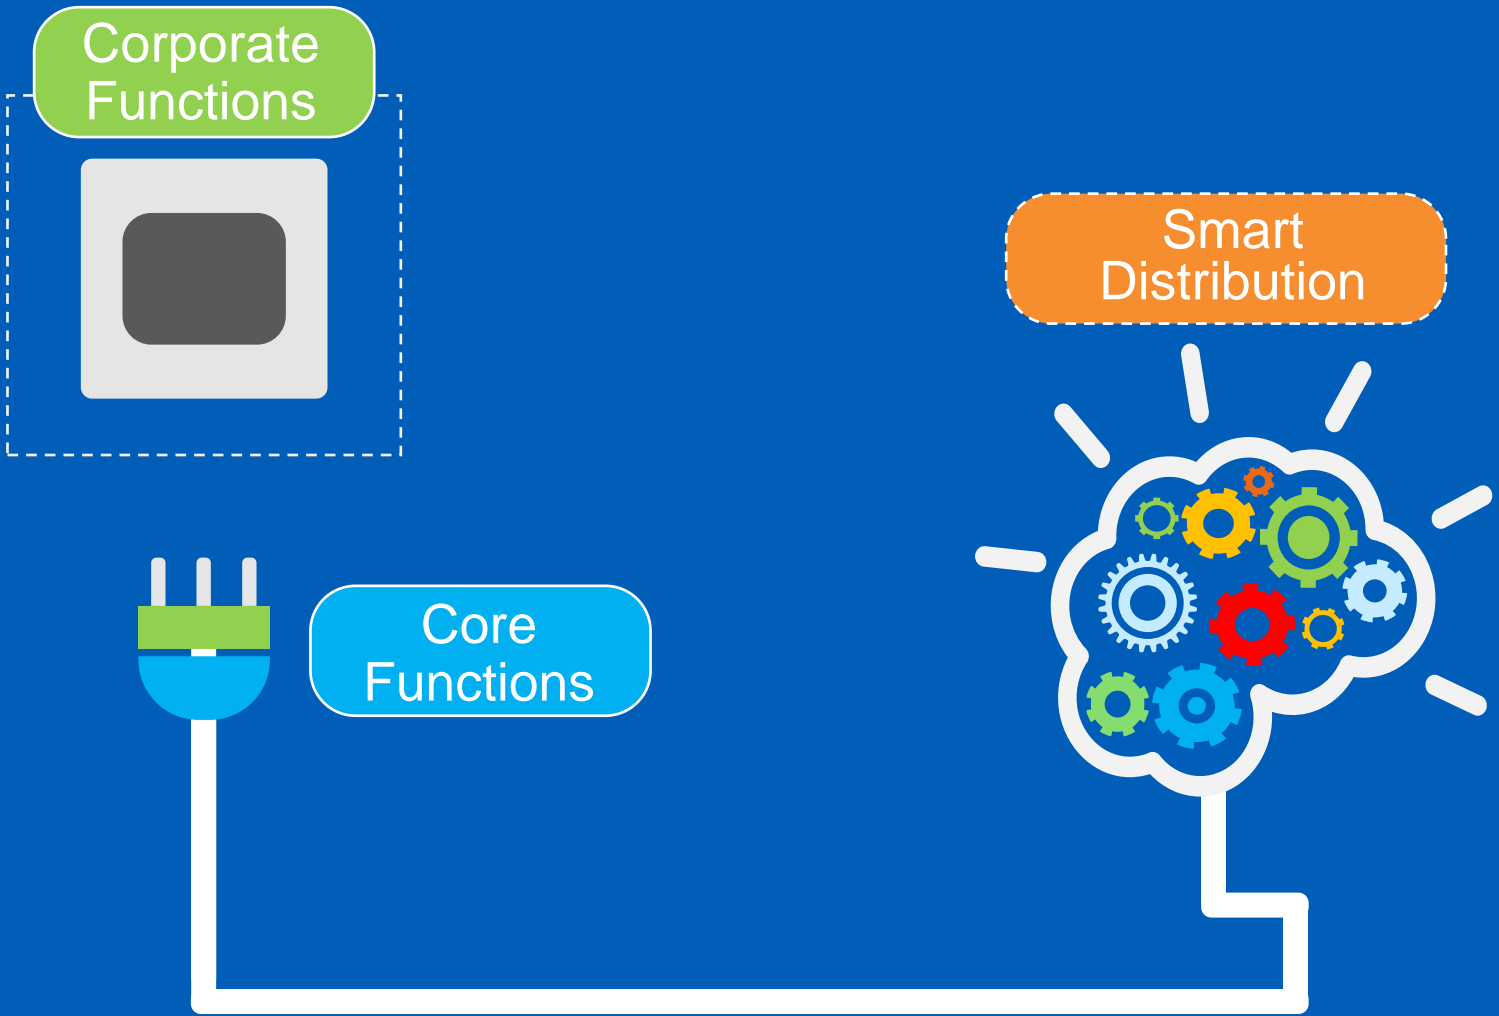 Corporate
Functions
Smart
Distribution
Core
Functions